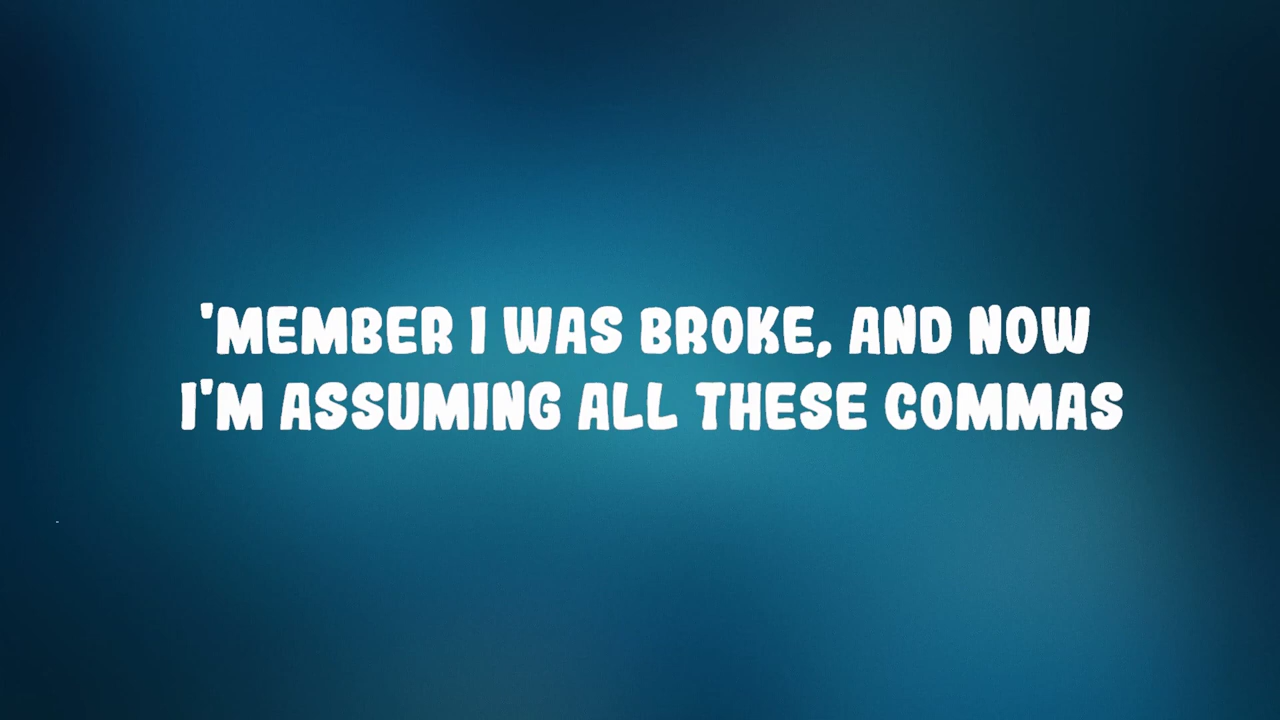 'MEMBER I WAS BROKE, AND NOW
I'M ASSUMING ALL THESE COMMAS